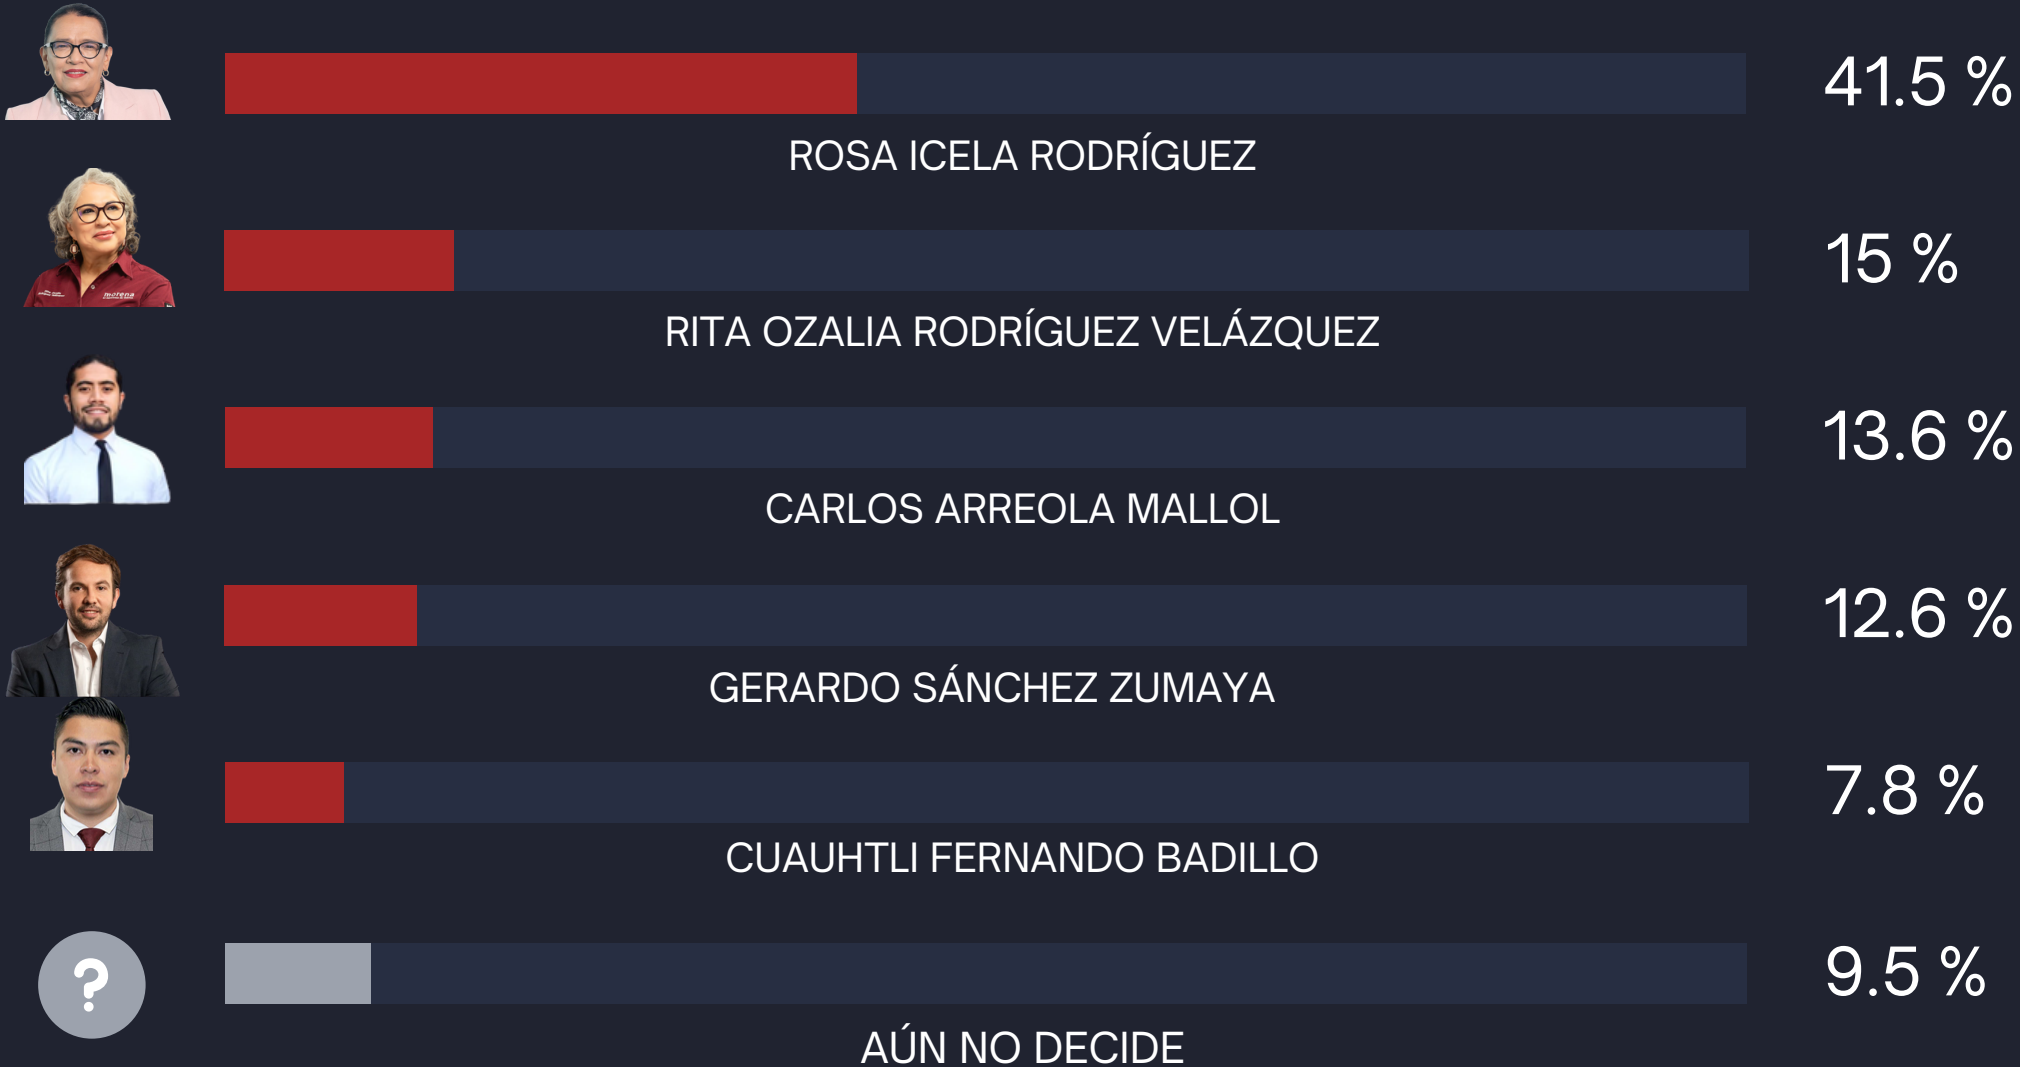 41.5 %
ROSA ICELA RODRÍGUEZ
15 %
morena
RITA OZALIA RODRÍGUEZ VELÁZQUEZ
13.6 %
CARLOS ARREOLA MALLOL
12.6 %
GERARDO SÁNCHEZ ZUMAYA
7.8 %
CUAUHTLI FERNANDO BADILLO
?
9.5 %
AÚN NO DECIDE